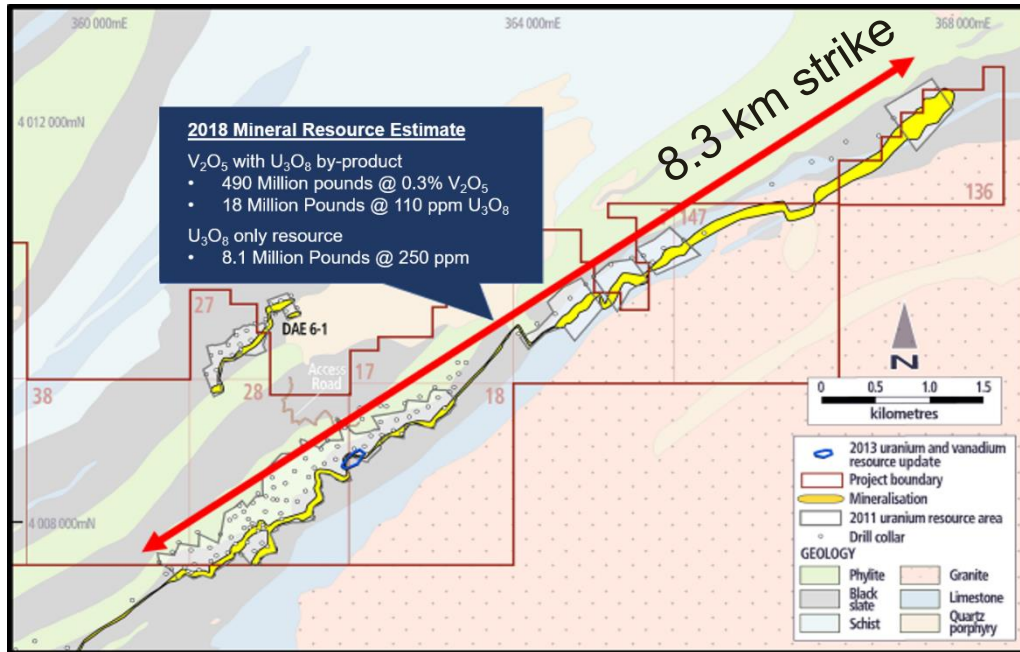 360 000mE
364 000mE
368 000mE
4 012 000mN
8.3 km strike
2018 Mineral Resource Estimate
V₂O₅ with U₃O₈ by-product
• 490 Million pounds @ 0.3% V₂O₅
• 18 Million Pounds @ 110 ppm U₃O₈
U₃O₈ only resource
• 8.1 Million Pounds @ 250 ppm
136
147
27
DAE 6-1
Access
Road
38
28
17
18
N
0 0.5 1.0 1.5
kilometres
4 008 000mN
2013 uranium and vanadium
resource update
Project boundary
Mineralisation
2011 uranium resource area
Drill collar
GEOLOGY
Phylite
Granite
Black
slate
Limestone
Schist
Quartz
porphyry